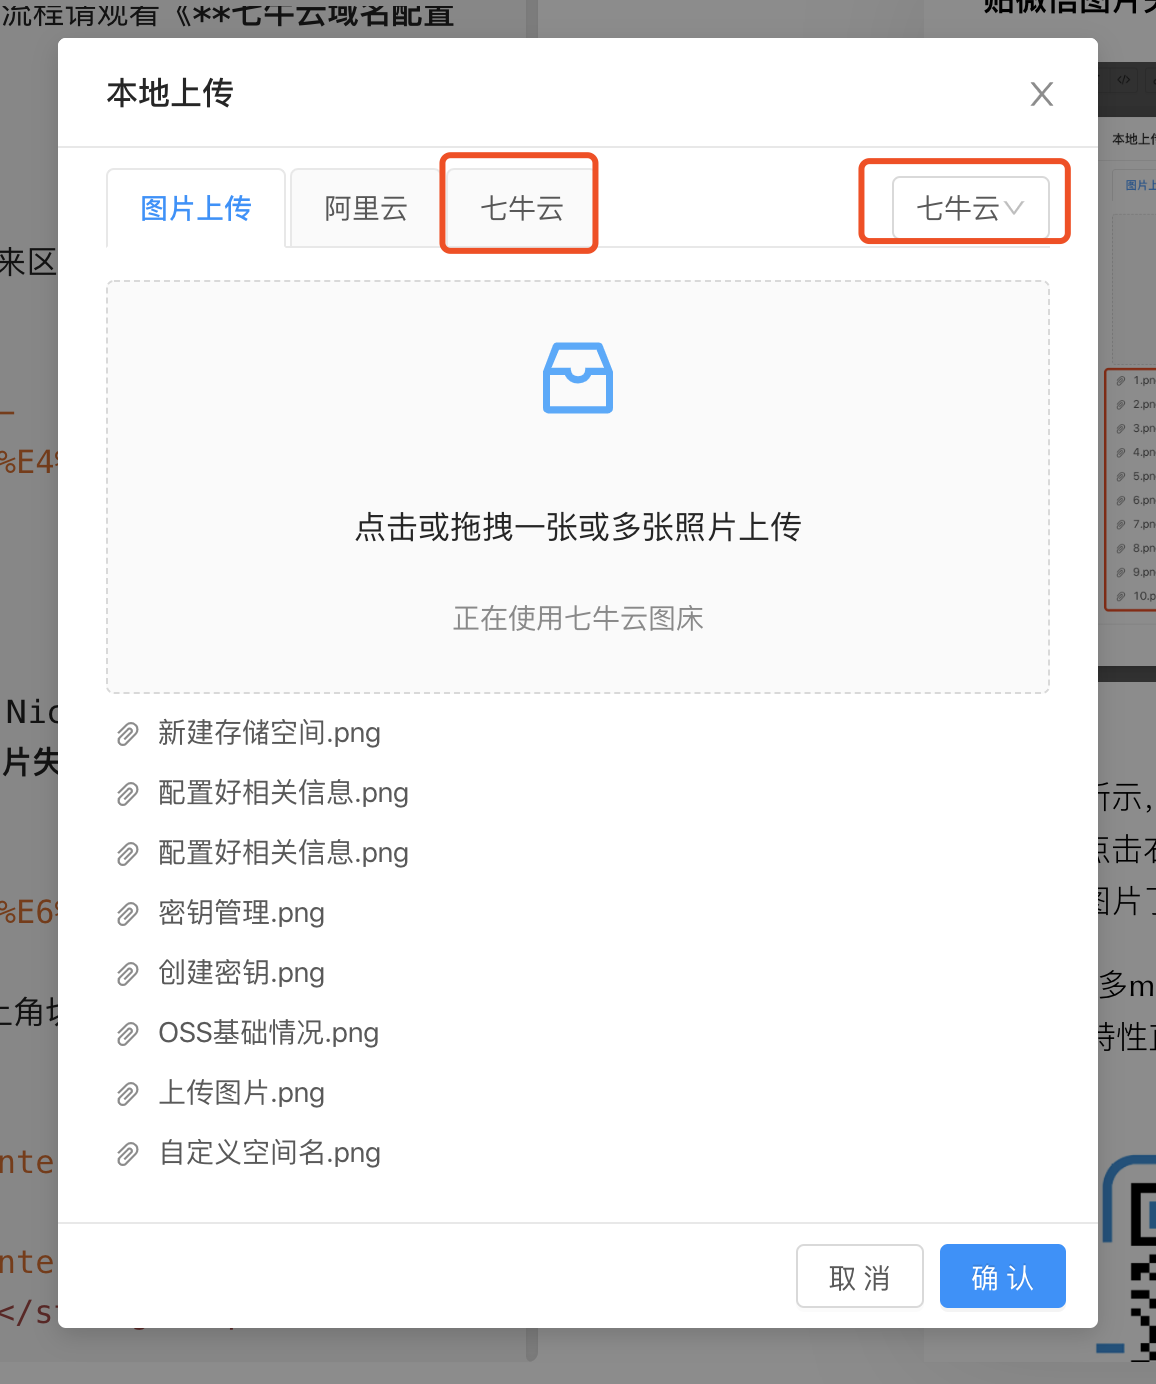 流程请观看《**七牛云域名配置
本地上传
图片上传
阿里云
七牛云
七牛云
点击或拖拽一张或多张照片上传
正在使用七牛云图床
新建存储空间.png
配置好相关信息.png
配置好相关信息.png
密钥管理.png
创建密钥.png
OSS基础情况.png
上传图片.png
自定义空间名.png
取 消
确 认
来区
%E4%
Nic
片失
%E6%
上角切
nte
nte
</st
贴微信图片失
</>
本地上传
图片上
1.pn
2.pn
3.pn
4.pn
5.pn
6.pn
7.pn
8.pn
9.pn
10.p
所示，
点击右
图片了
多m
特性直